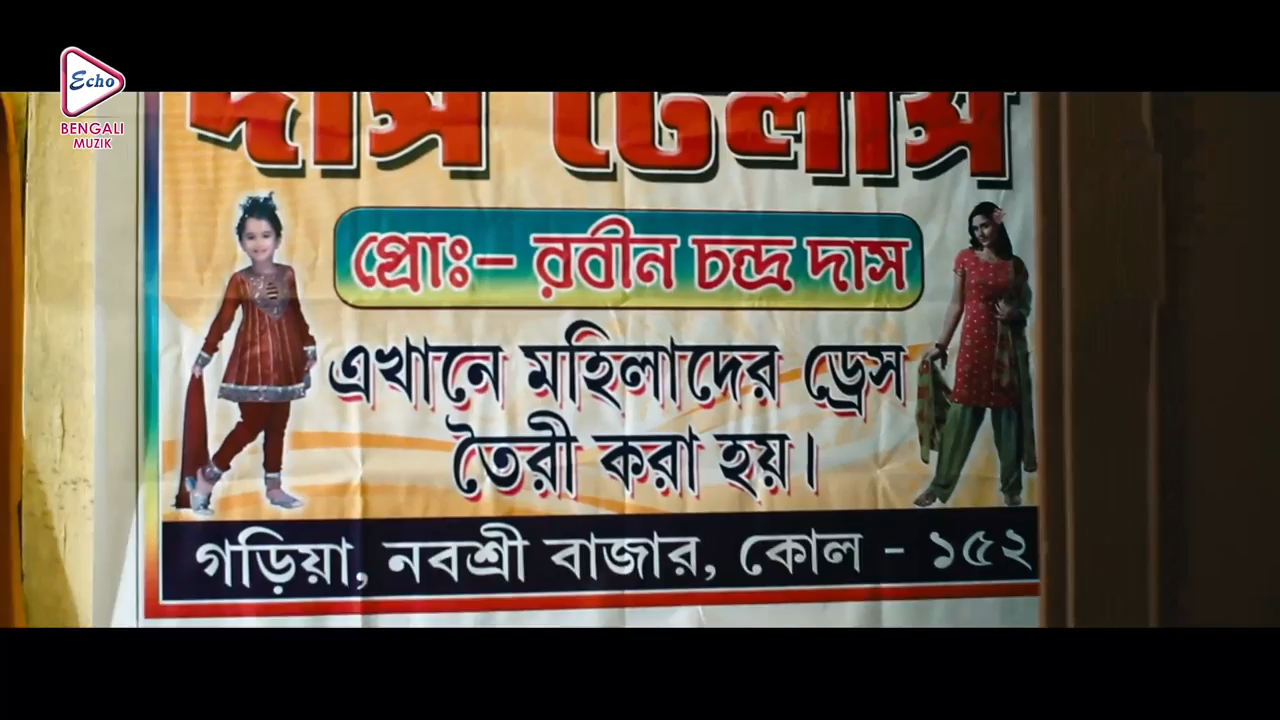 Echo
BENGALI
MUZIK
দাস টেলাস
প্রোঃ- রবীন চন্দ্র দাস
এখানে মহিলাদের ড্রেস
তৈরী করা হয়।
গড়িয়া, নবশ্রী বাজার, কোল - ১৫২